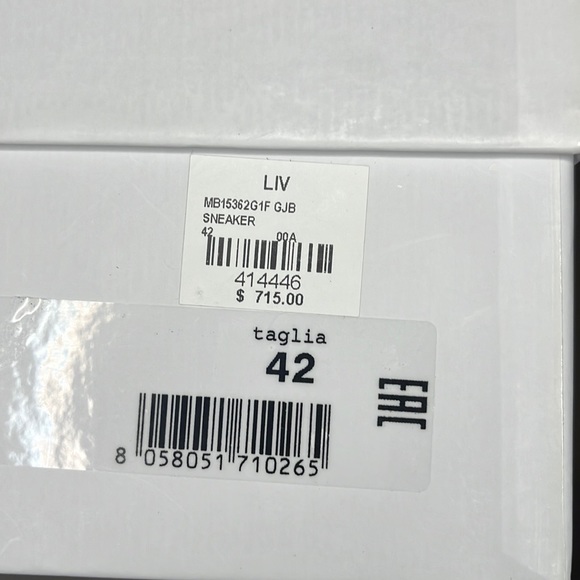 LIV
MB15362G1F GJB
SNEAKER
42 00A
414446
$ 715.00
taglia
42
EAC
8 058051 710265